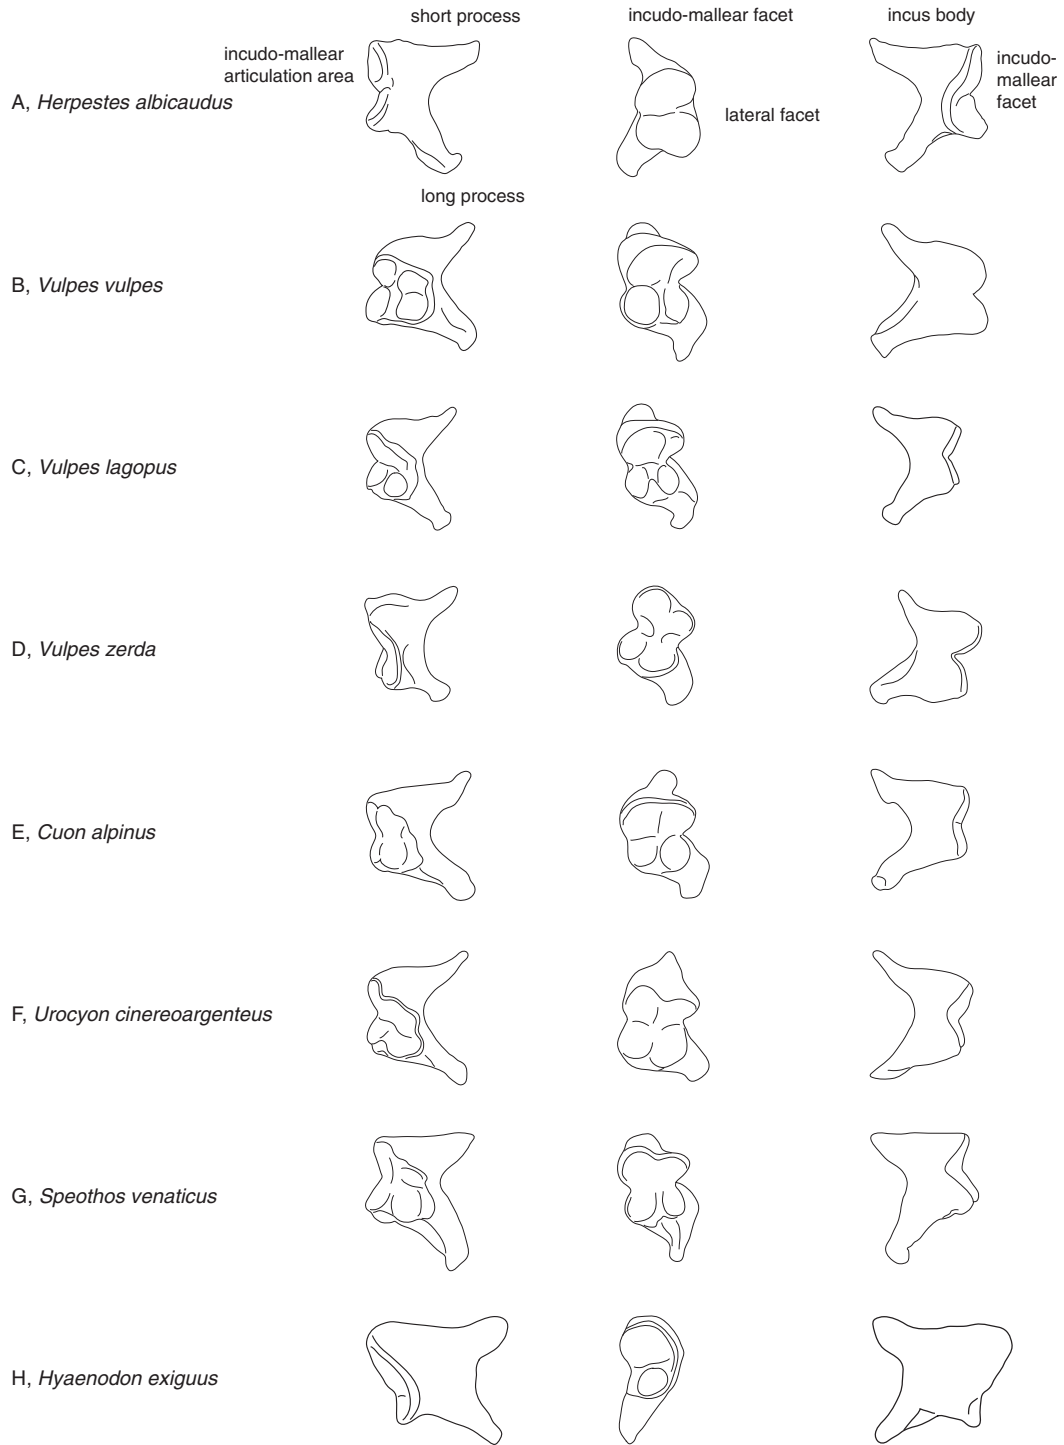 short process
incudo-mallear facet
incus body
incudo-mallear
articulation area
incudo-
mallear
facet
A, Herpestes albicaudus
lateral facet
long process
B, Vulpes vulpes
C, Vulpes lagopus
D, Vulpes zerda
E, Cuon alpinus
F, Urocyon cinereoargenteus
G, Speothos venaticus
H, Hyaenodon exiguus